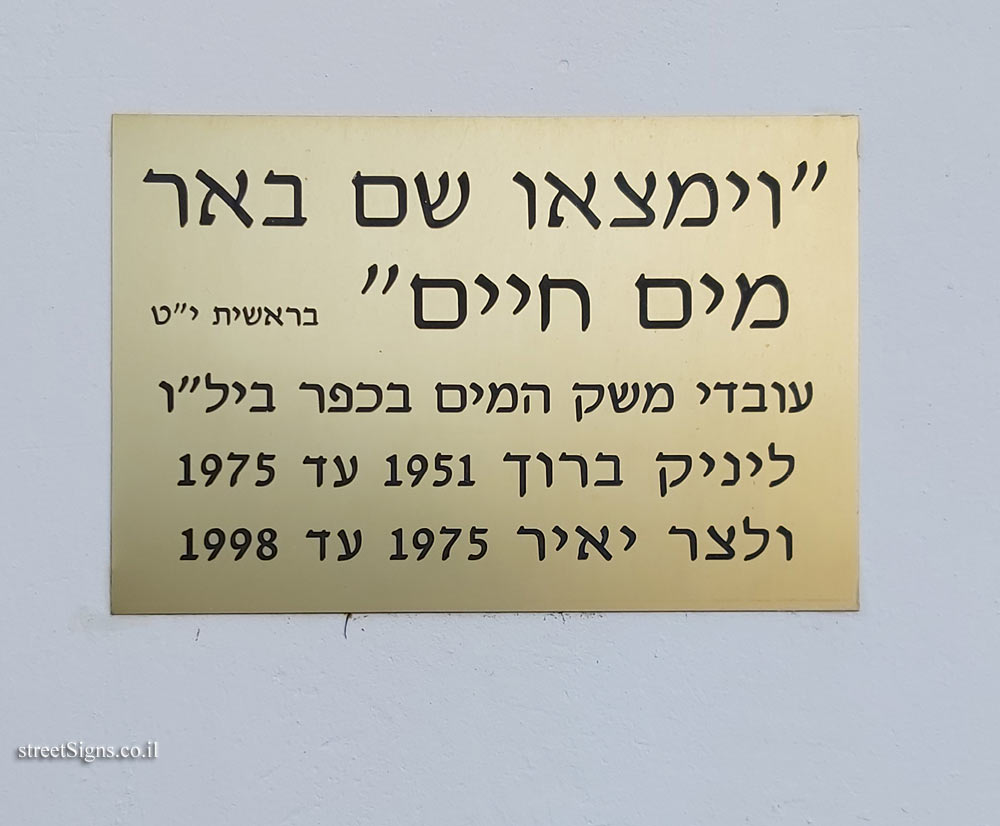 "וימצאו שם באר
מים חיים" בראשית י"ט
עובדי משק המים בכפר ביל"ו
ליניק ברוך 1951 עד 1975
ולצר יאיר 1975 עד 1998
streetSigns.co.il